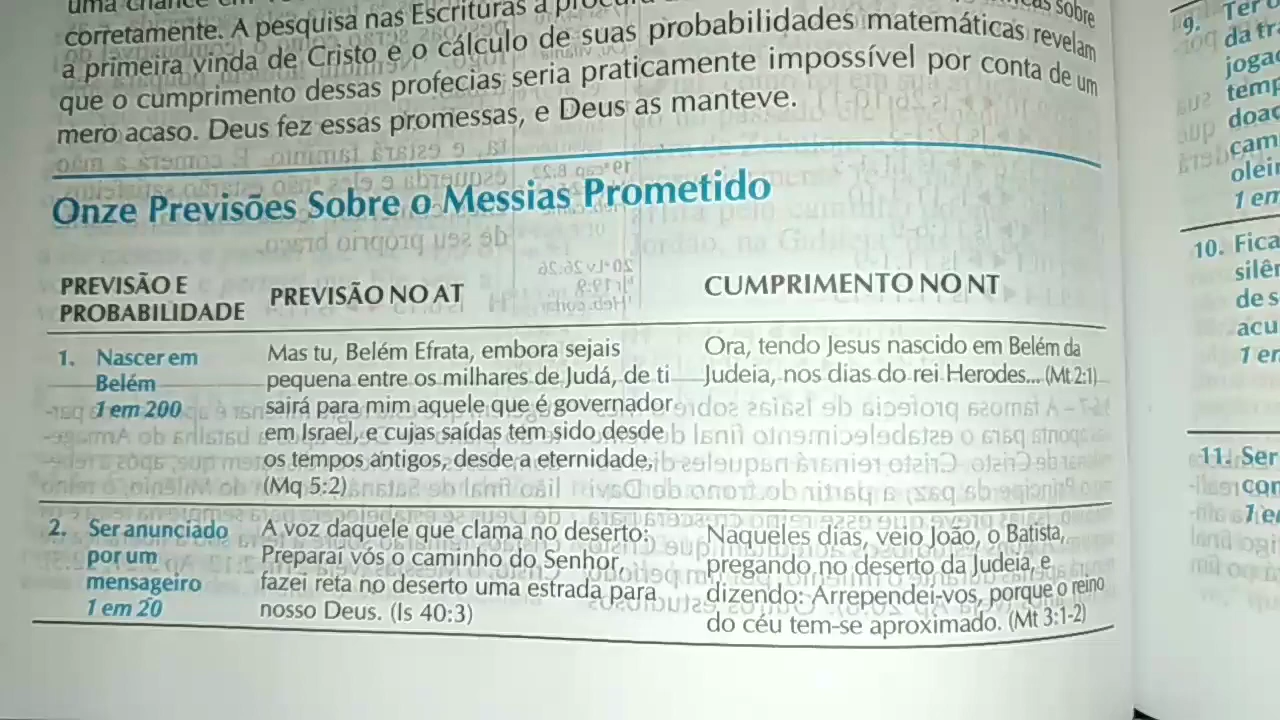 corretamente. A pesquisa nas Escrituras a
a primeira vinda de Cristo e o cálculo de suas probabilidades matemáticas revelam
que o cumprimento dessas profecias seria praticamente impossível por conta de um
mero acaso. Deus fez essas promessas, e Deus as manteve.
Onze Previsões Sobre o Messias Prometido
PREVISÃO E
PROBABILIDADE
PREVISÃO NO AT
CUMPRIMENTO NO NT
1. Nascer em
Belém
1 em 200
Mas tu, Belém Efrata, embora sejais
pequena entre os milhares de Judá, de ti
sairá para mim aquele que é governador
em Israel, e cujas saídas tem sido desde
os tempos antigos, desde a eternidade,
(Mq 5:2)
Ora, tendo Jesus nascido em Belém da
Judeia, nos dias do rei Herodes... (Mt 2:1)
2. Ser anunciado
por um
mensageiro
1 em 20
A voz daquele que clama no deserto:
Preparai vós o caminho do Senhor,
fazei reta no deserto uma estrada para
nosso Deus. (Is 40:3)
Naqueles dias, veio João, o Batista,
pregando no deserto da Judeia, e
dizendo: Arrependei-vos, porque o reino
do céu tem-se aproximado. (Mt 3:1-2)
9. Ter
10. Fica
de s
acu
11. Ser